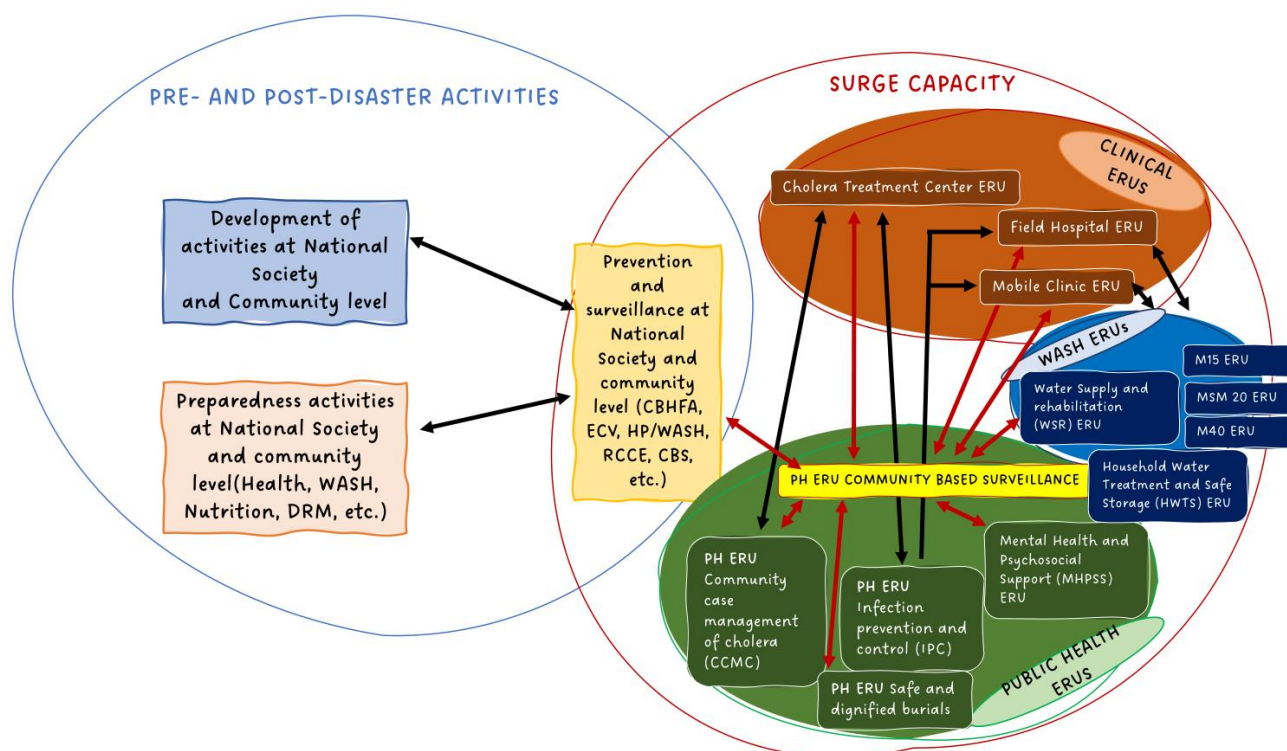 PRE- AND POST-DISASTER ACTIVITIES
Development of
activities at National
Society
and Community level
Preparedness activities
at National Society
and community
level(Health, WASH,
Nutrition, DRM, etc.)
Prevention
and
surveillance at
National
Society and
community
level (CBHFA,
ECV, HP/WASH,
RCCE, CBS,
etc.)
SURGE CAPACITY
CLINICAL
ERUS
Cholera Treatment Center ERU
Field Hospital ERU
Mobile Clinic ERU
WASH ERUs
M15 ERU
MSM 20 ERU
M40 ERU
Water Supply and
rehabilitation
(WSR) ERU
Household Water
Treatment and Safe
Storage (HWTS) ERU
PH ERU COMMUNITY BASED SURVEILLANCE
PH ERU
Community
case
management
of cholera
(CCMC)
PH ERU
Infection
prevention and
control (IPC)
Mental Health and
Psychosocial
Support (MHPSS)
ERU
PH ERU Safe and
dignified burials
PUBLIC HEALTH
ERUS